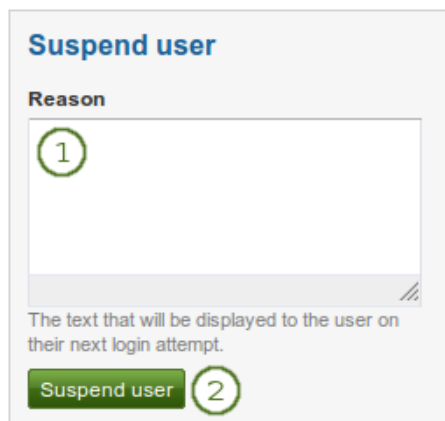 Suspend user
Reason
1
The text that will be displayed to the user on
their next login attempt.
Suspend user 2